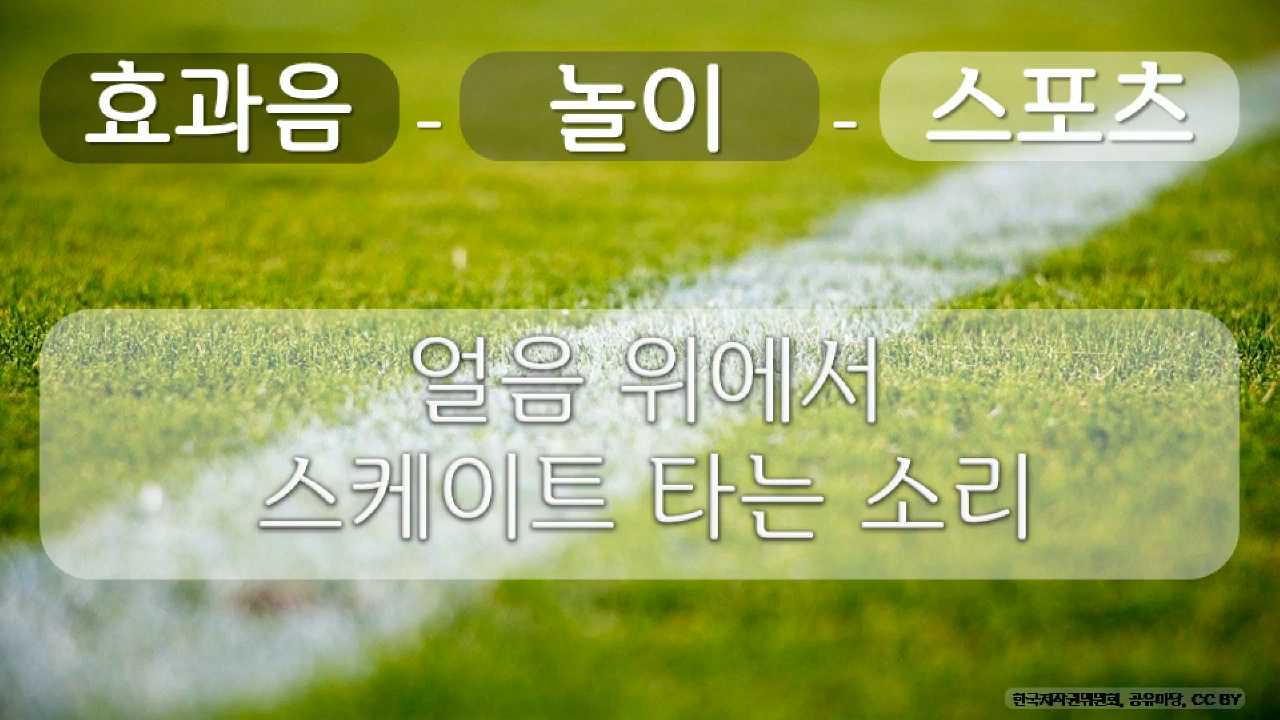 효과음 - 놀이 - 스포츠
얼음 위에서
스케이트 타는 소리
한국저작권위원회, 공유마당, CC BY